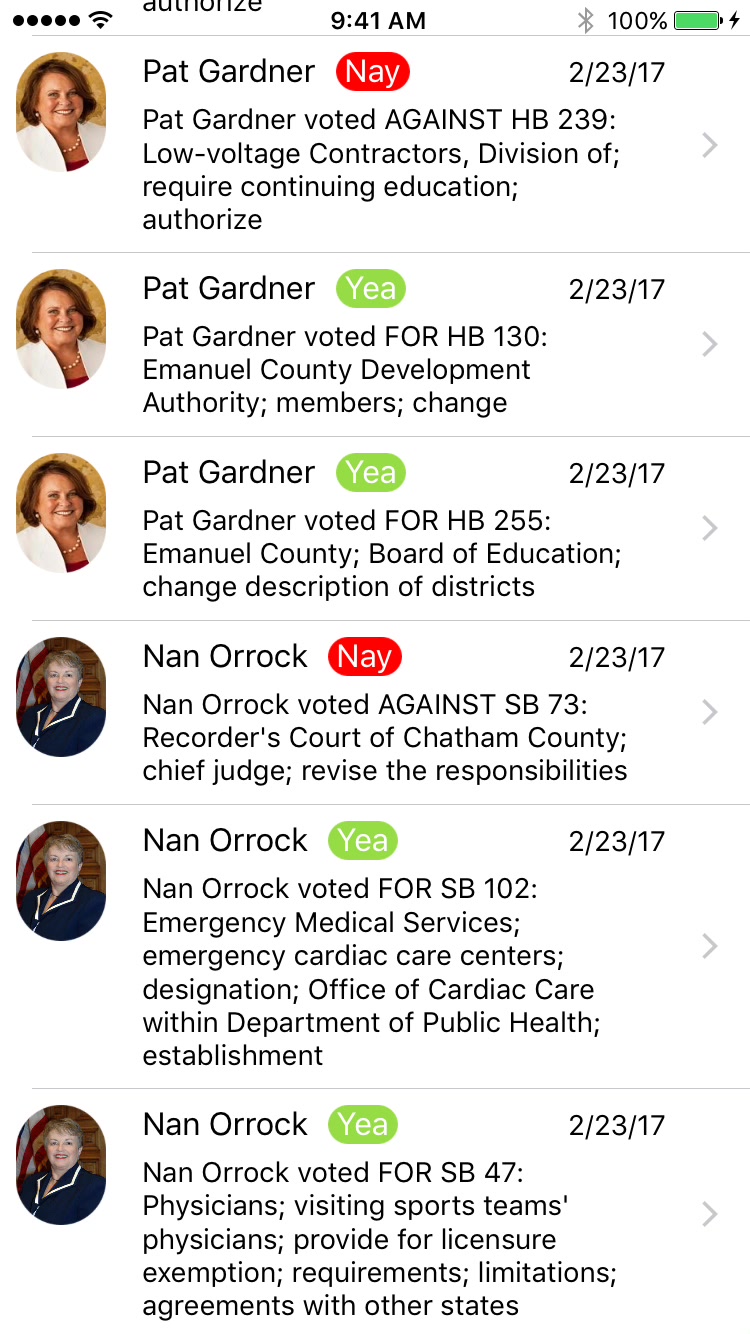 authorize
9:41 AM 100%
Pat Gardner Nay 2/23/17
Pat Gardner voted AGAINST HB 239:
Low-voltage Contractors, Division of;
require continuing education;
authorize
Pat Gardner Yea 2/23/17
Pat Gardner voted FOR HB 130:
Emanuel County Development
Authority; members; change
Pat Gardner Yea 2/23/17
Pat Gardner voted FOR HB 255:
Emanuel County; Board of Education;
change description of districts
Nan Orrock Nay 2/23/17
Nan Orrock voted AGAINST SB 73:
Recorder's Court of Chatham County;
chief judge; revise the responsibilities
Nan Orrock Yea 2/23/17
Nan Orrock voted FOR SB 102:
Emergency Medical Services;
emergency cardiac care centers;
designation; Office of Cardiac Care
within Department of Public Health;
establishment
Nan Orrock Yea 2/23/17
Nan Orrock voted FOR SB 47:
Physicians; visiting sports teams'
physicians; provide for licensure
exemption; requirements; limitations;
agreements with other states